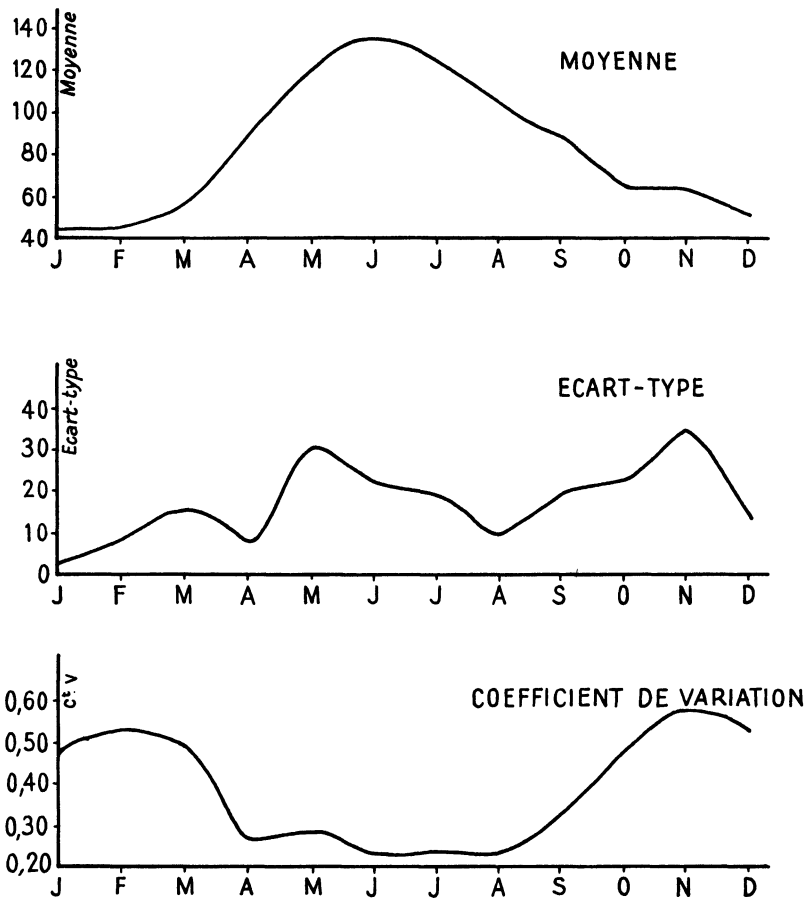 Moyenne
MOYENNE
140
120
100
80
60
40
J F M A M J J A S O N D
Ecart-type
ECART-TYPE
40
30
20
10
0
J F M A M J J A S O N D
Ct. V
COEFFICIENT DE VARIATION
0,60
0,50
0,40
0,30
0,20
J F M A M J J A S O N D